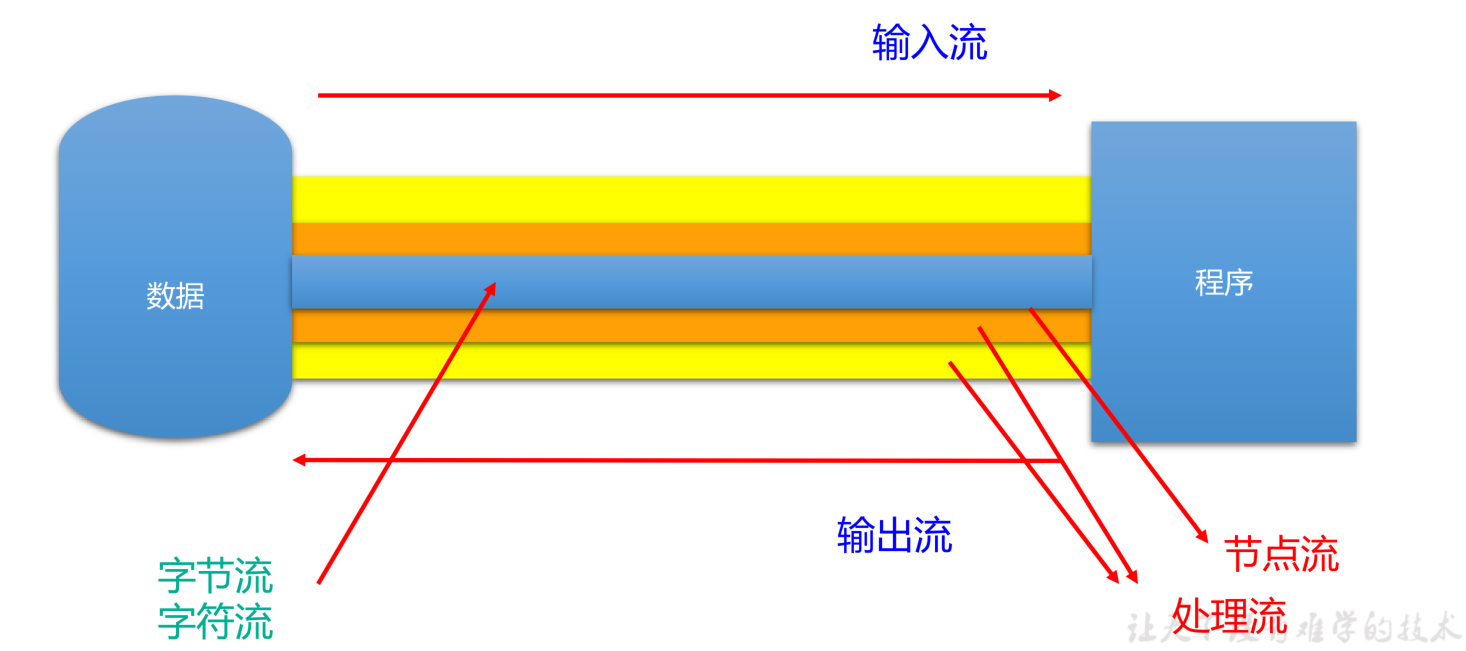 输入流
数据
程序
输出流
节点流
字节流
字符流
处理流
让天下没有难学的技术